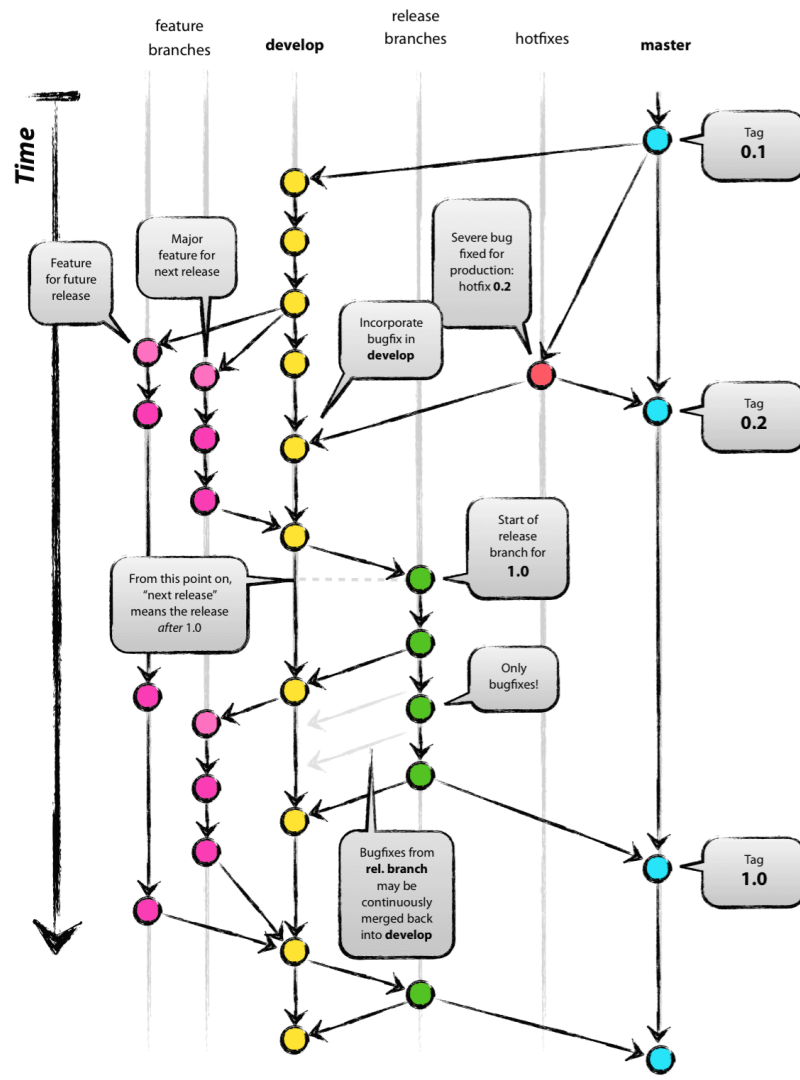 feature
branches
develop
release
branches
hotfixes
master
Time
Tag
0.1
Major
feature for
next release
Severe bug
fixed for
production:
hotfix 0.2
Feature
for future
release
Incorporate
bugfix in
develop
Tag
0.2
Start of
release
branch for
1.0
From this point on,
“next release”
means the release
after 1.0
Only
bugfixes!
Bugfixes from
rel. branch
may be
continuously
merged back
into develop
Tag
1.0